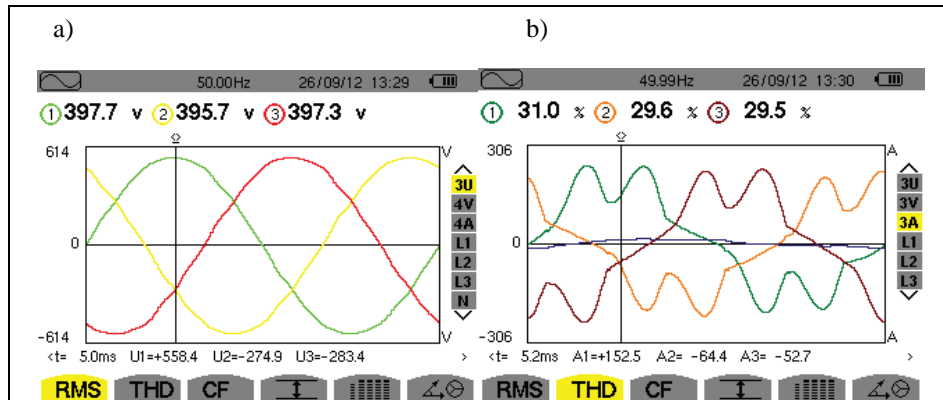 a)
50.00Hz 26/09/12 13:29
1 397.7 v 2 395.7 v 3 397.3 v
614
V
0
-614
V
3U
4V
4A
L1
L2
L3
N
<t= 5.0ms U1=+558.4 U2=-274.9 U3=-283.4 >
RMS THD CF
b)
49.99Hz 26/09/12 13:30
1 31.0 % 2 29.6 % 3 29.5 %
306
A
0
-306
A
3U
3V
3A
L1
L2
L3
<t= 5.2ms A1=+152.5 A2= -64.4 A3= -52.7 >
RMS THD CF